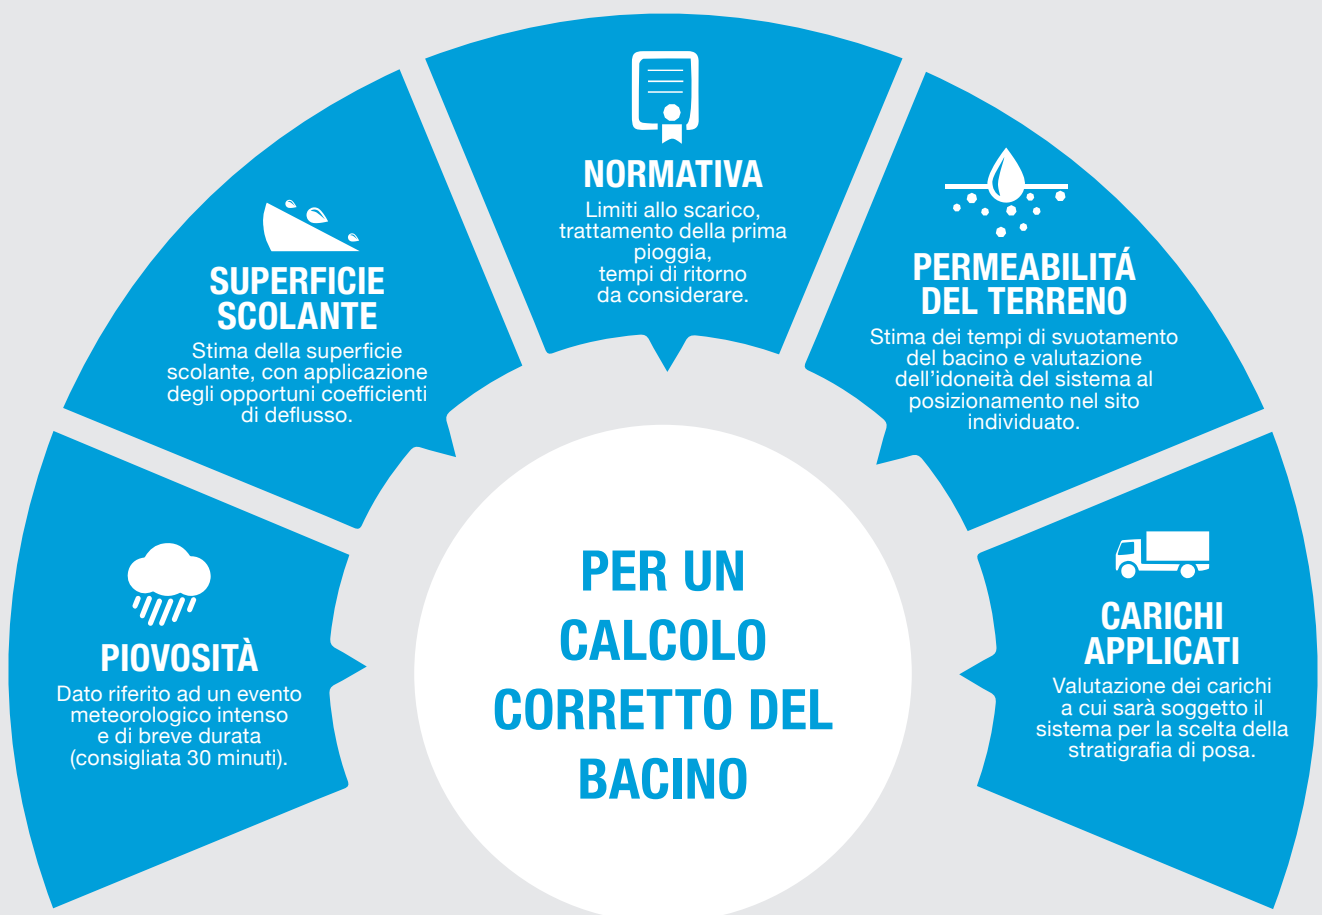 NORMATIVA
Limiti allo scarico,
trattamento della prima
pioggia,
tempi di ritorno
da considerare.
SUPERFICIE
SCOLANTE
Stima della superficie
scolante, con applicazione
degli opportuni coefficienti
di deflusso.
PERMEABILITÁ
DEL TERRENO
Stima dei tempi di svuotamento
del bacino e valutazione
dell'idoneità del sistema al
posizionamento nel sito
individuato.
PIOVOSITÀ
Dato riferito ad un evento
meteorologico intenso
e di breve durata
(consigliata 30 minuti).
PER UN
CALCOLO
CORRETTO DEL
BACINO
CARICHI
APPLICATI
Valutazione dei carichi
a cui sarà soggetto il
sistema per la scelta della
stratigrafia di posa.